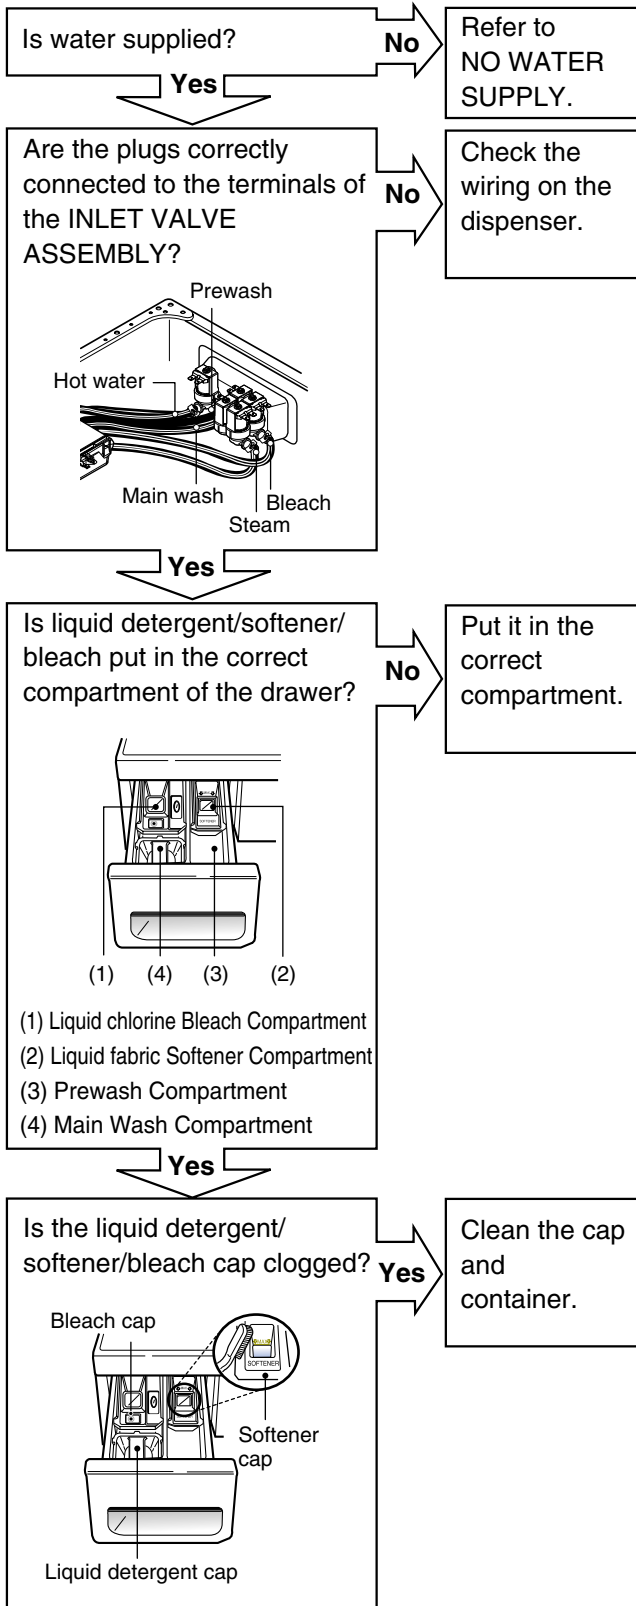 Is water supplied?
No
Refer to
NO WATER
SUPPLY.
Yes
Are the plugs correctly
connected to the terminals of
the INLET VALVE
ASSEMBLY?
No
Check the
wiring on the
dispenser.
Prewash
Hot water
Main wash
Bleach
Steam
Yes
Is liquid detergent/softener/
bleach put in the correct
compartment of the drawer?
No
Put it in the
correct
compartment.
SOFTENER
(1) (4) (3) (2)
(1) Liquid chlorine Bleach Compartment
(2) Liquid fabric Softener Compartment
(3) Prewash Compartment
(4) Main Wash Compartment
Yes
Is the liquid detergent/
softener/bleach cap clogged?
Yes
Clean the cap
and
container.
Bleach cap
MAX
SOFTENER
Softener
cap
Liquid detergent cap